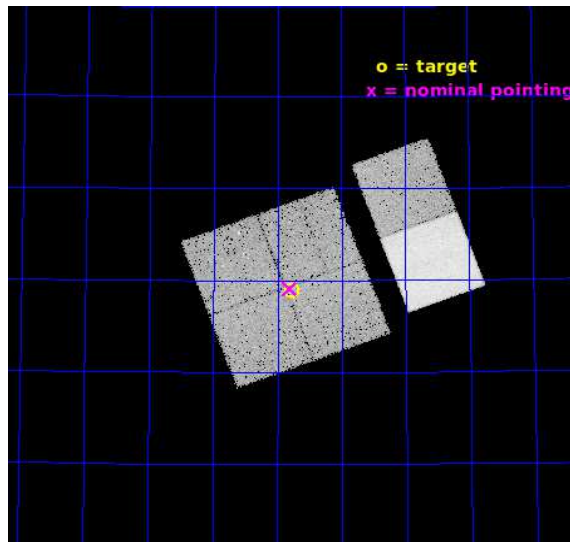 o = target
x = nominal pointing